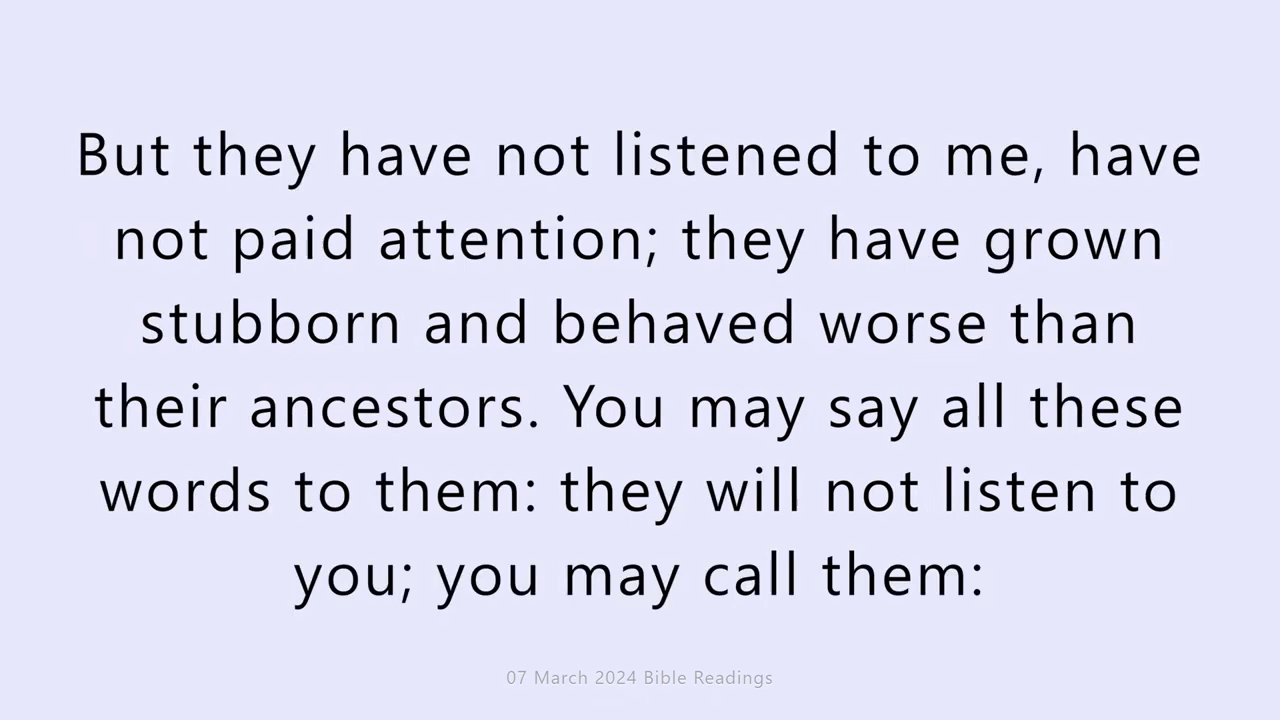 But they have not listened to me, have
not paid attention; they have grown
stubborn and behaved worse than
their ancestors. You may say all these
words to them: they will not listen to
you; you may call them:
07 March 2024 Bible Readings